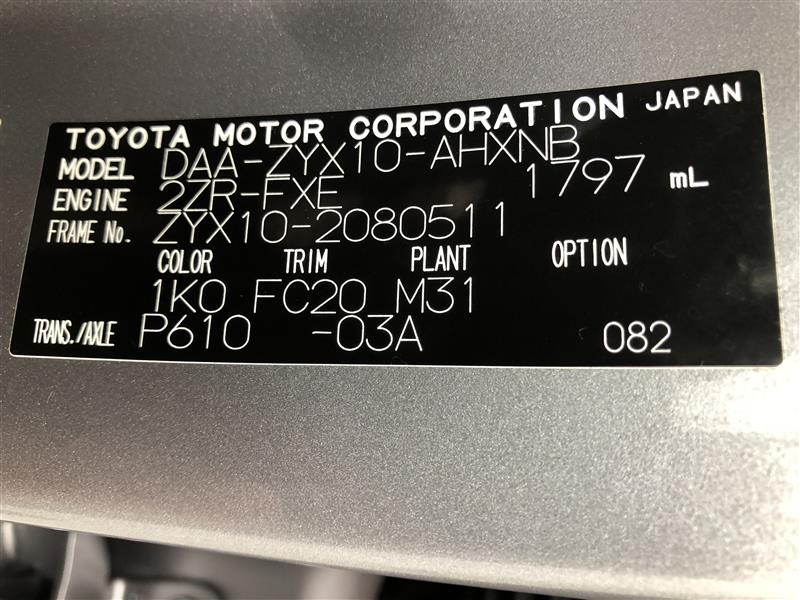 TOYOTA MOTOR CORPORATION JAPAN
MODEL DAA-ZYX10-AHXNB
ENGINE 2ZR-FXE 1797 mL
FRAME No. ZYX10-2080511
COLOR TRIM PLANT OPTION
1K0 FC20 M31
TRANS./AXLE P610 -03A 082